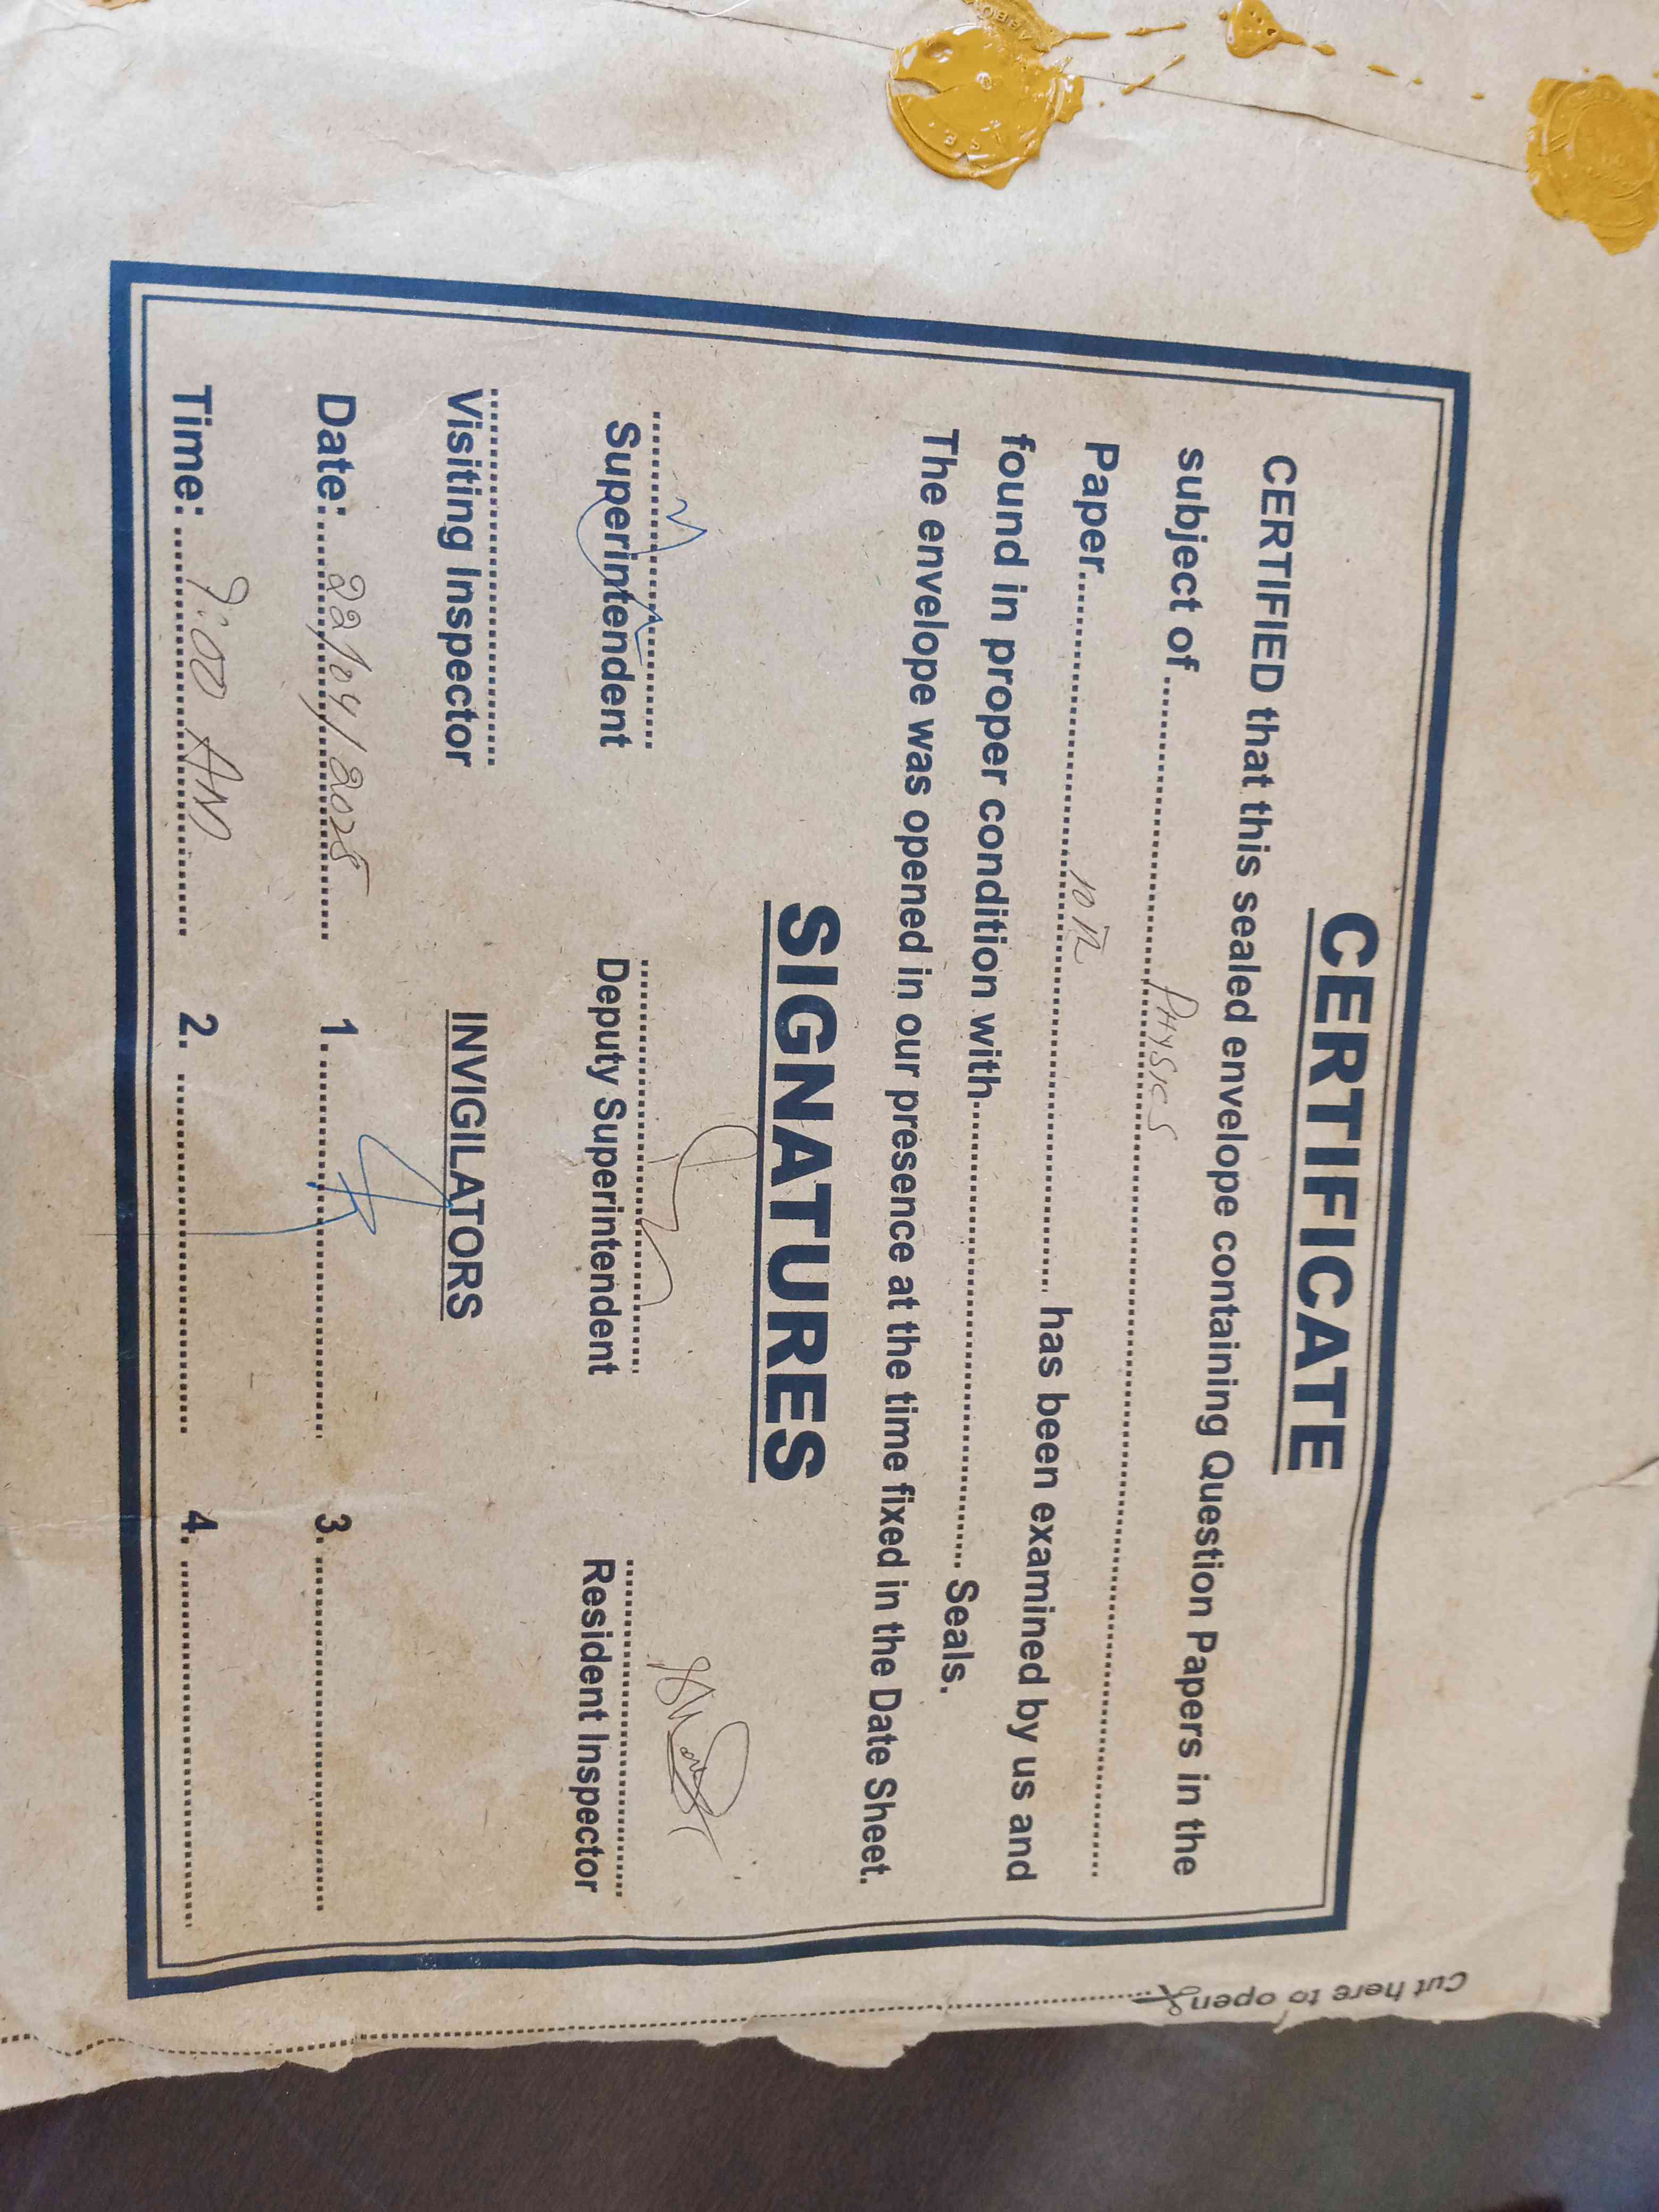 CERTIFICATE
CERTIFIED that this sealed envelope containing Question Papers in the
subject of.......... PHYSICS ..........
Paper.......... 10th .......... has been examined by us and
found in proper condition with.......... Seals.
The envelope was opened in our presence at the time fixed in the Date Sheet.
SIGNATURES
Superintendent Deputy Superintendent Resident Inspector
Visiting Inspector INVIGILATORS
Date: 22/04/2025 1. .......... 3. ..........
Time: 9:00 AM 2. .......... 4. ..........
Cut here to open